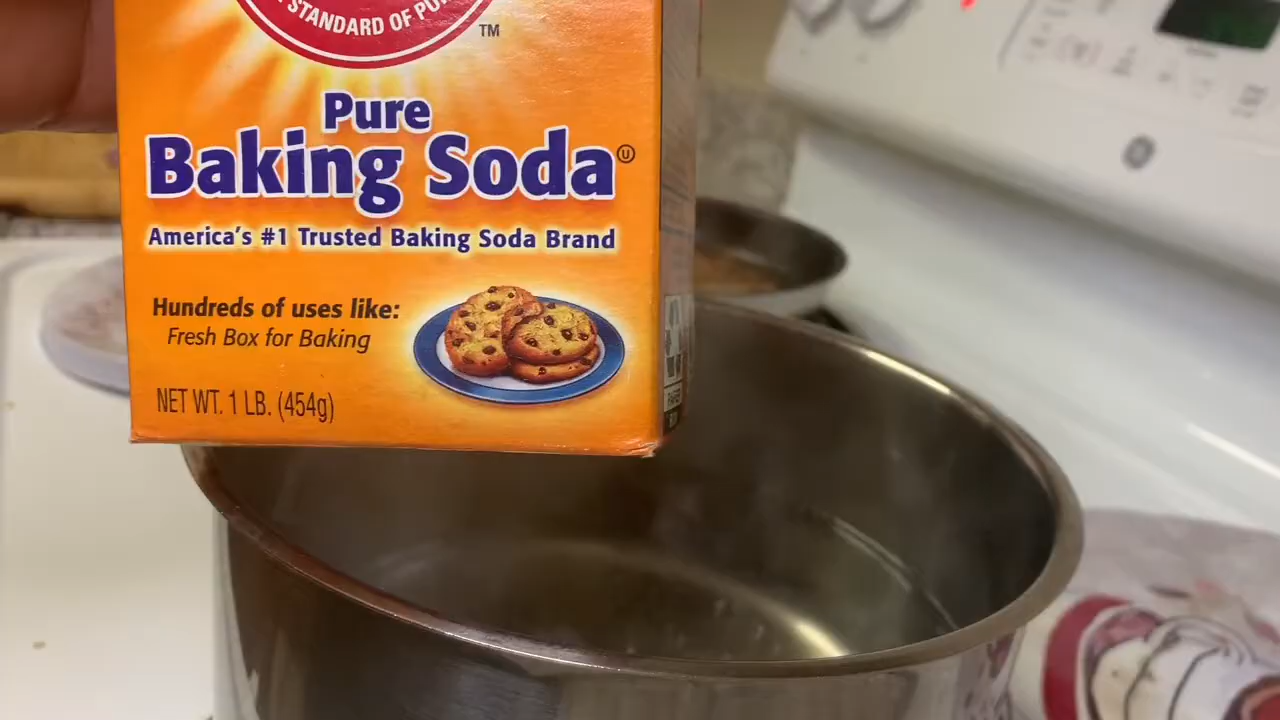 STANDARD OF
™
Pure
Baking Soda Ⓤ
America's #1 Trusted Baking Soda Brand
Hundreds of uses like:
Fresh Box for Baking
NET WT. 1 LB. (454g)